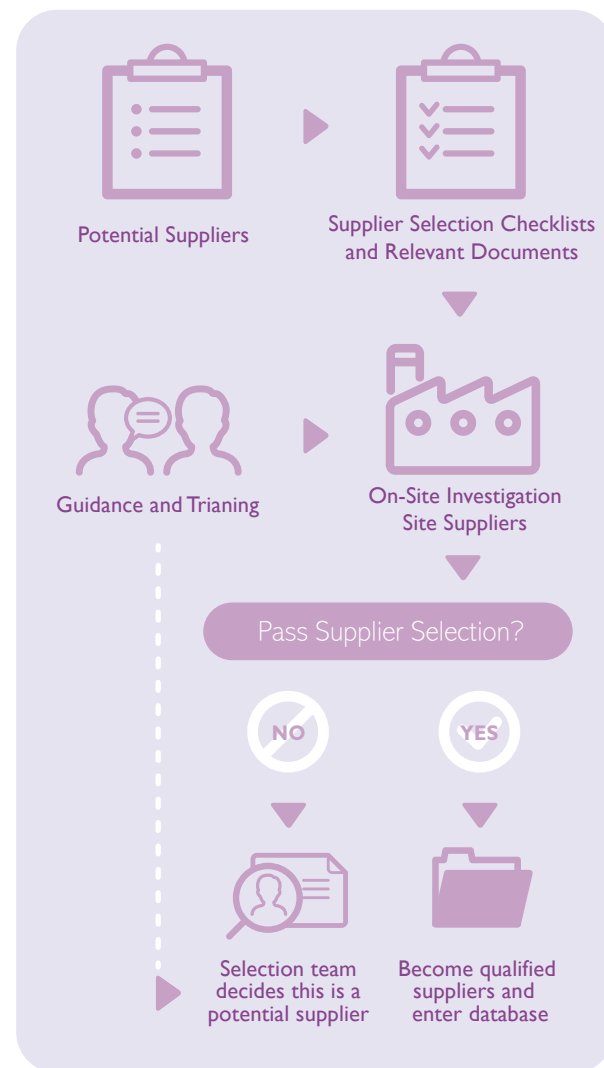 Potential Suppliers
Supplier Selection Checklists
and Relevant Documents
Guidance and Trianing
On-Site Investigation
Site Suppliers
Pass Supplier Selection?
NO
YES
Selection team
decides this is a
potential supplier
Become qualified
suppliers and
enter database